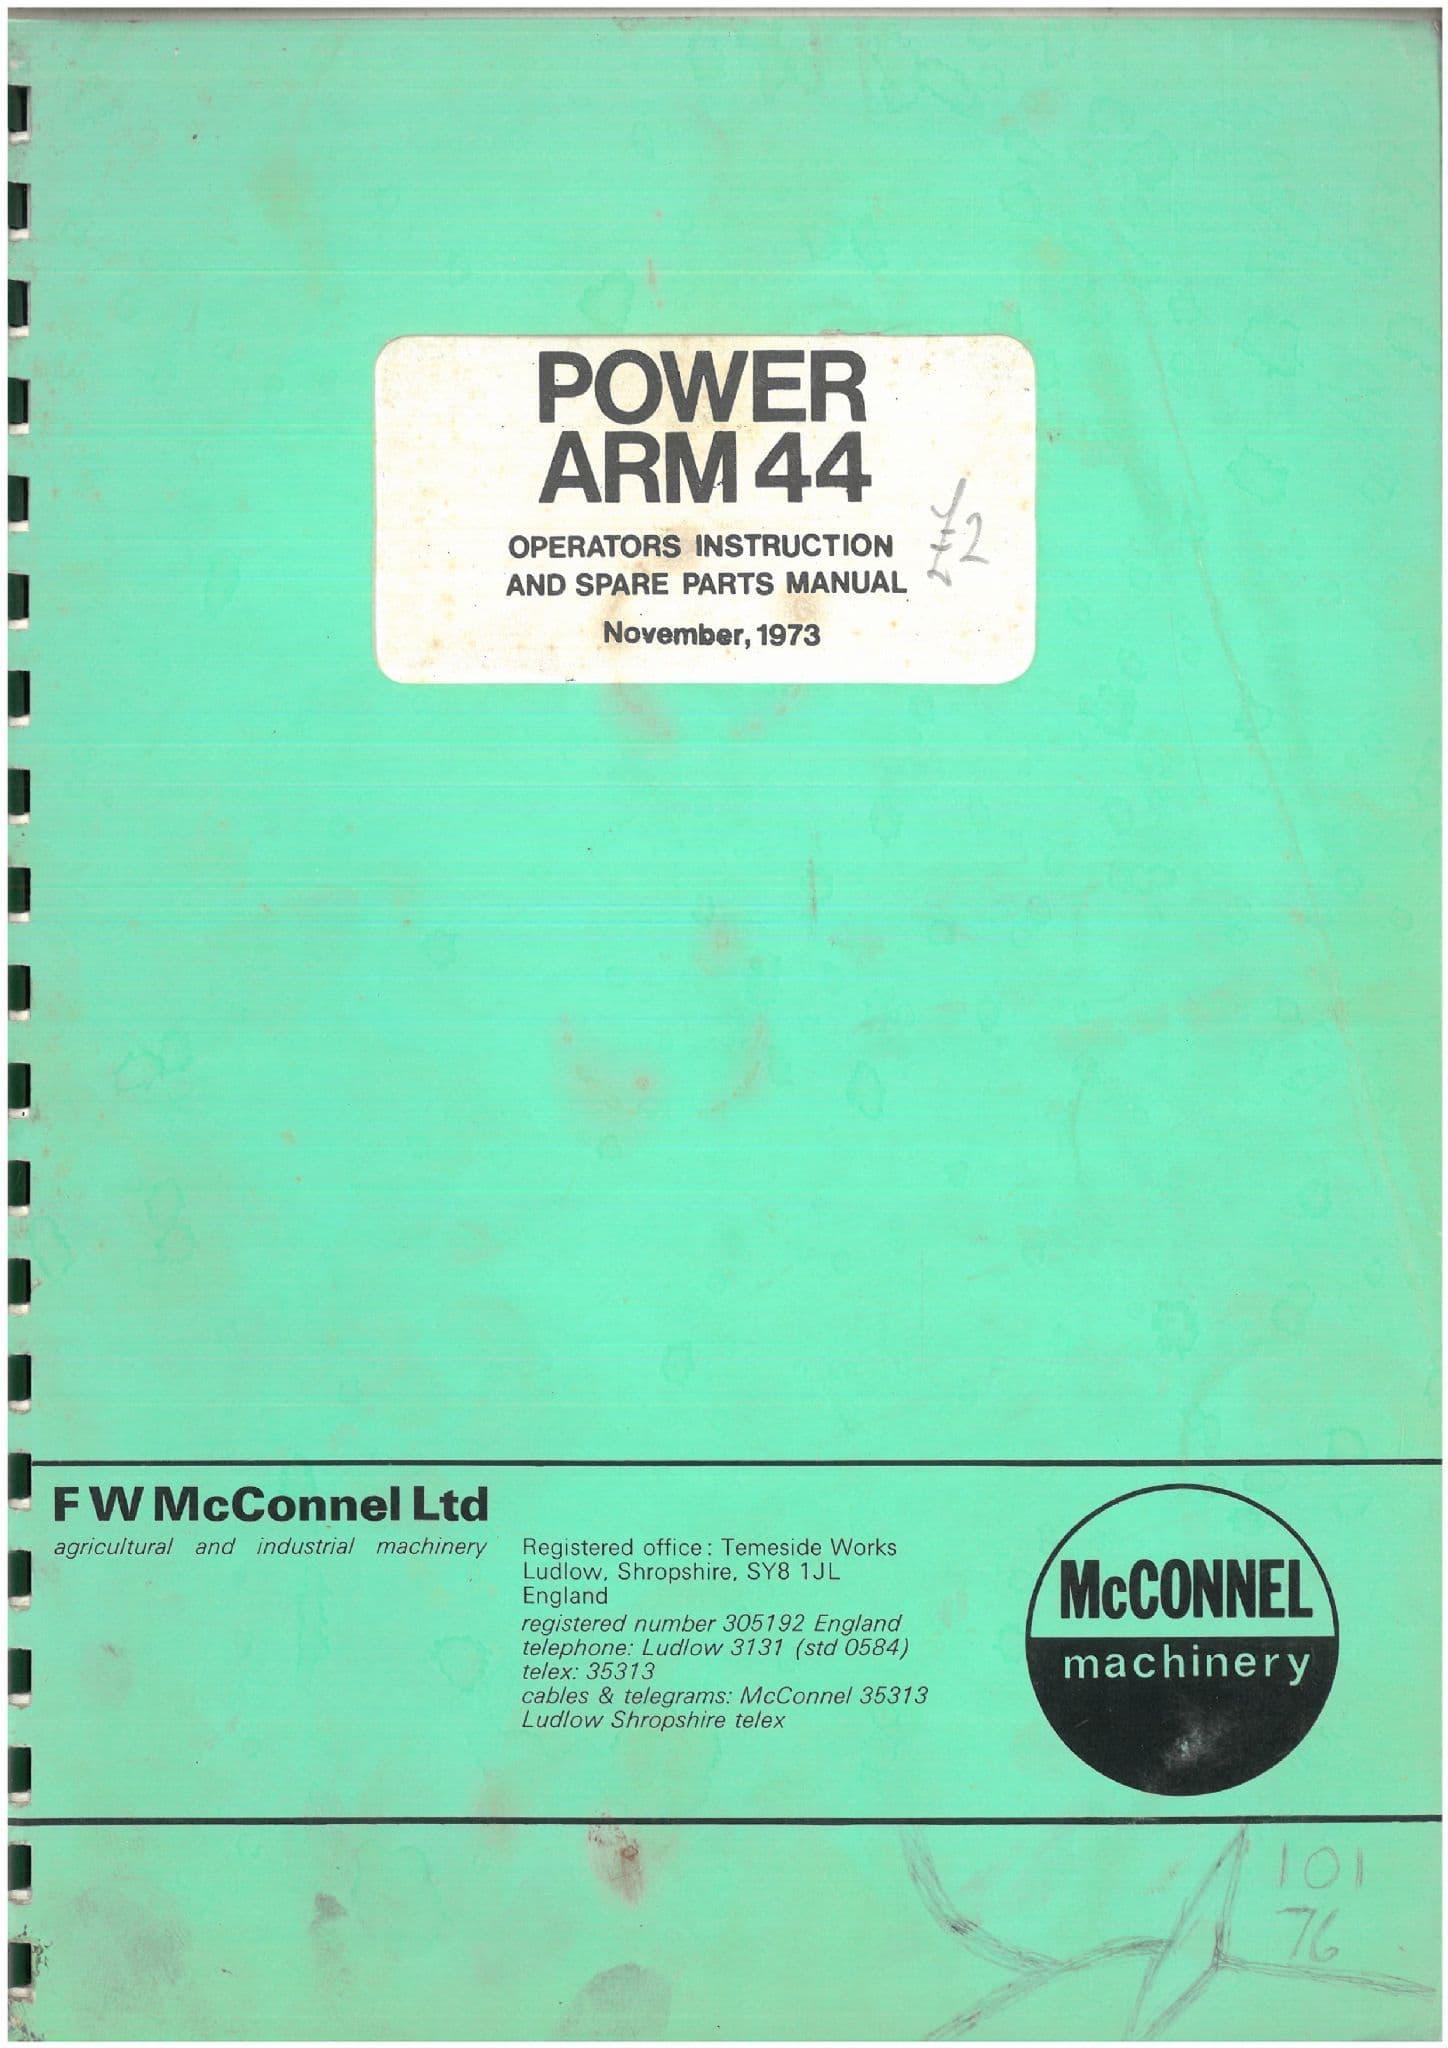 POWER
ARM 44
OPERATORS INSTRUCTION
AND SPARE PARTS MANUAL
£2
November, 1973
F W McConnel Ltd
agricultural and industrial machinery
Registered office: Temeside Works
Ludlow, Shropshire, SY8 1JL
England
registered number 305192 England
telephone: Ludlow 3131 (std 0584)
telex: 35313
cables & telegrams: McConnel 35313
Ludlow Shropshire telex
McCONNEL
machinery
101
76